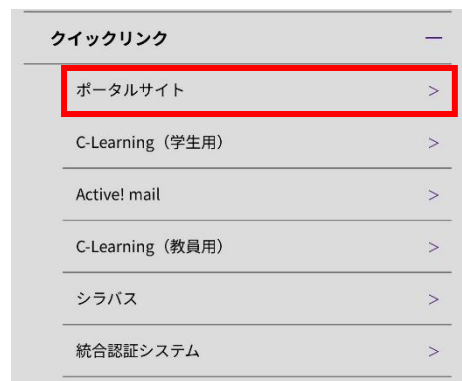 クイックリンク
ポータルサイト
C-Learning（学生用）
Active! mail
C-Learning（教員用）
シラバス
統合認証システム